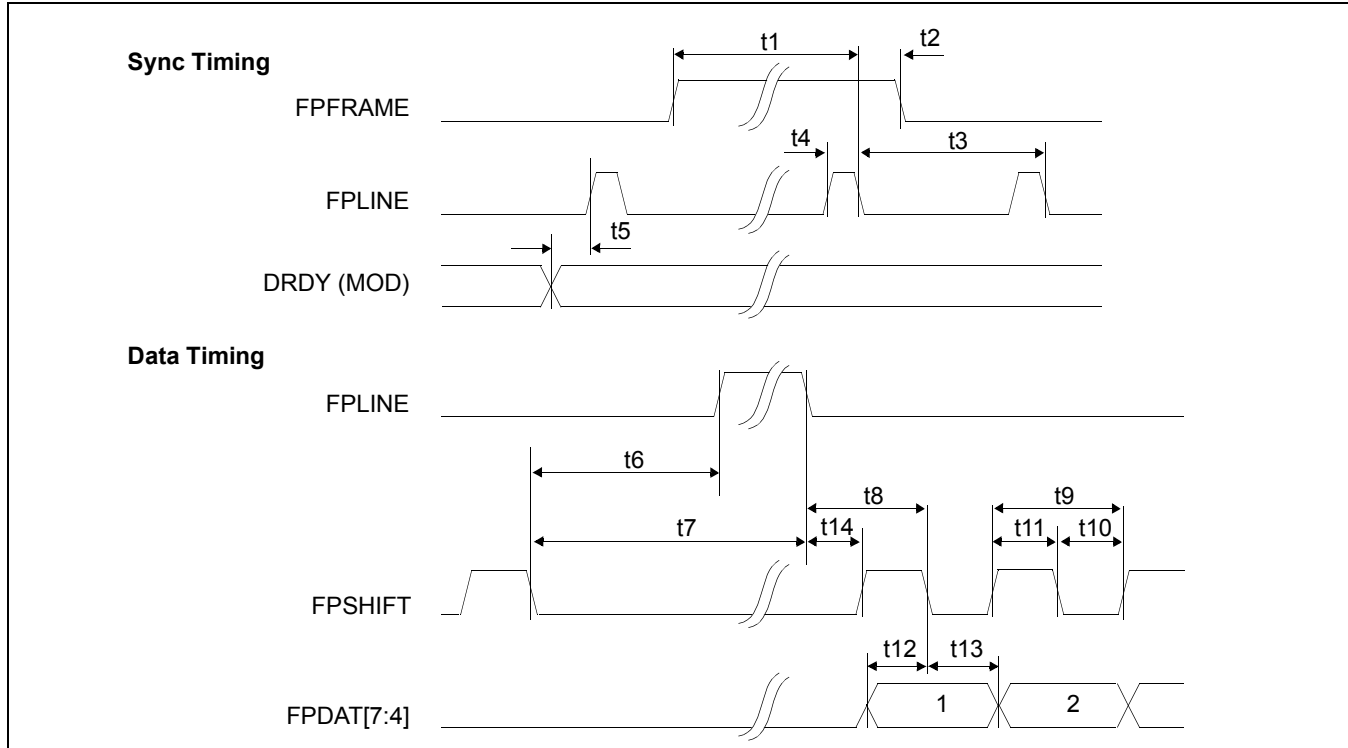 Sync Timing
t1
t2
FPFRAME
t4
t3
FPLINE
t5
DRDY (MOD)
Data Timing
FPLINE
t6
t8
t9
t7
t14
t11
t10
FPSHIFT
t12
t13
FPDAT[7:4]
1
2